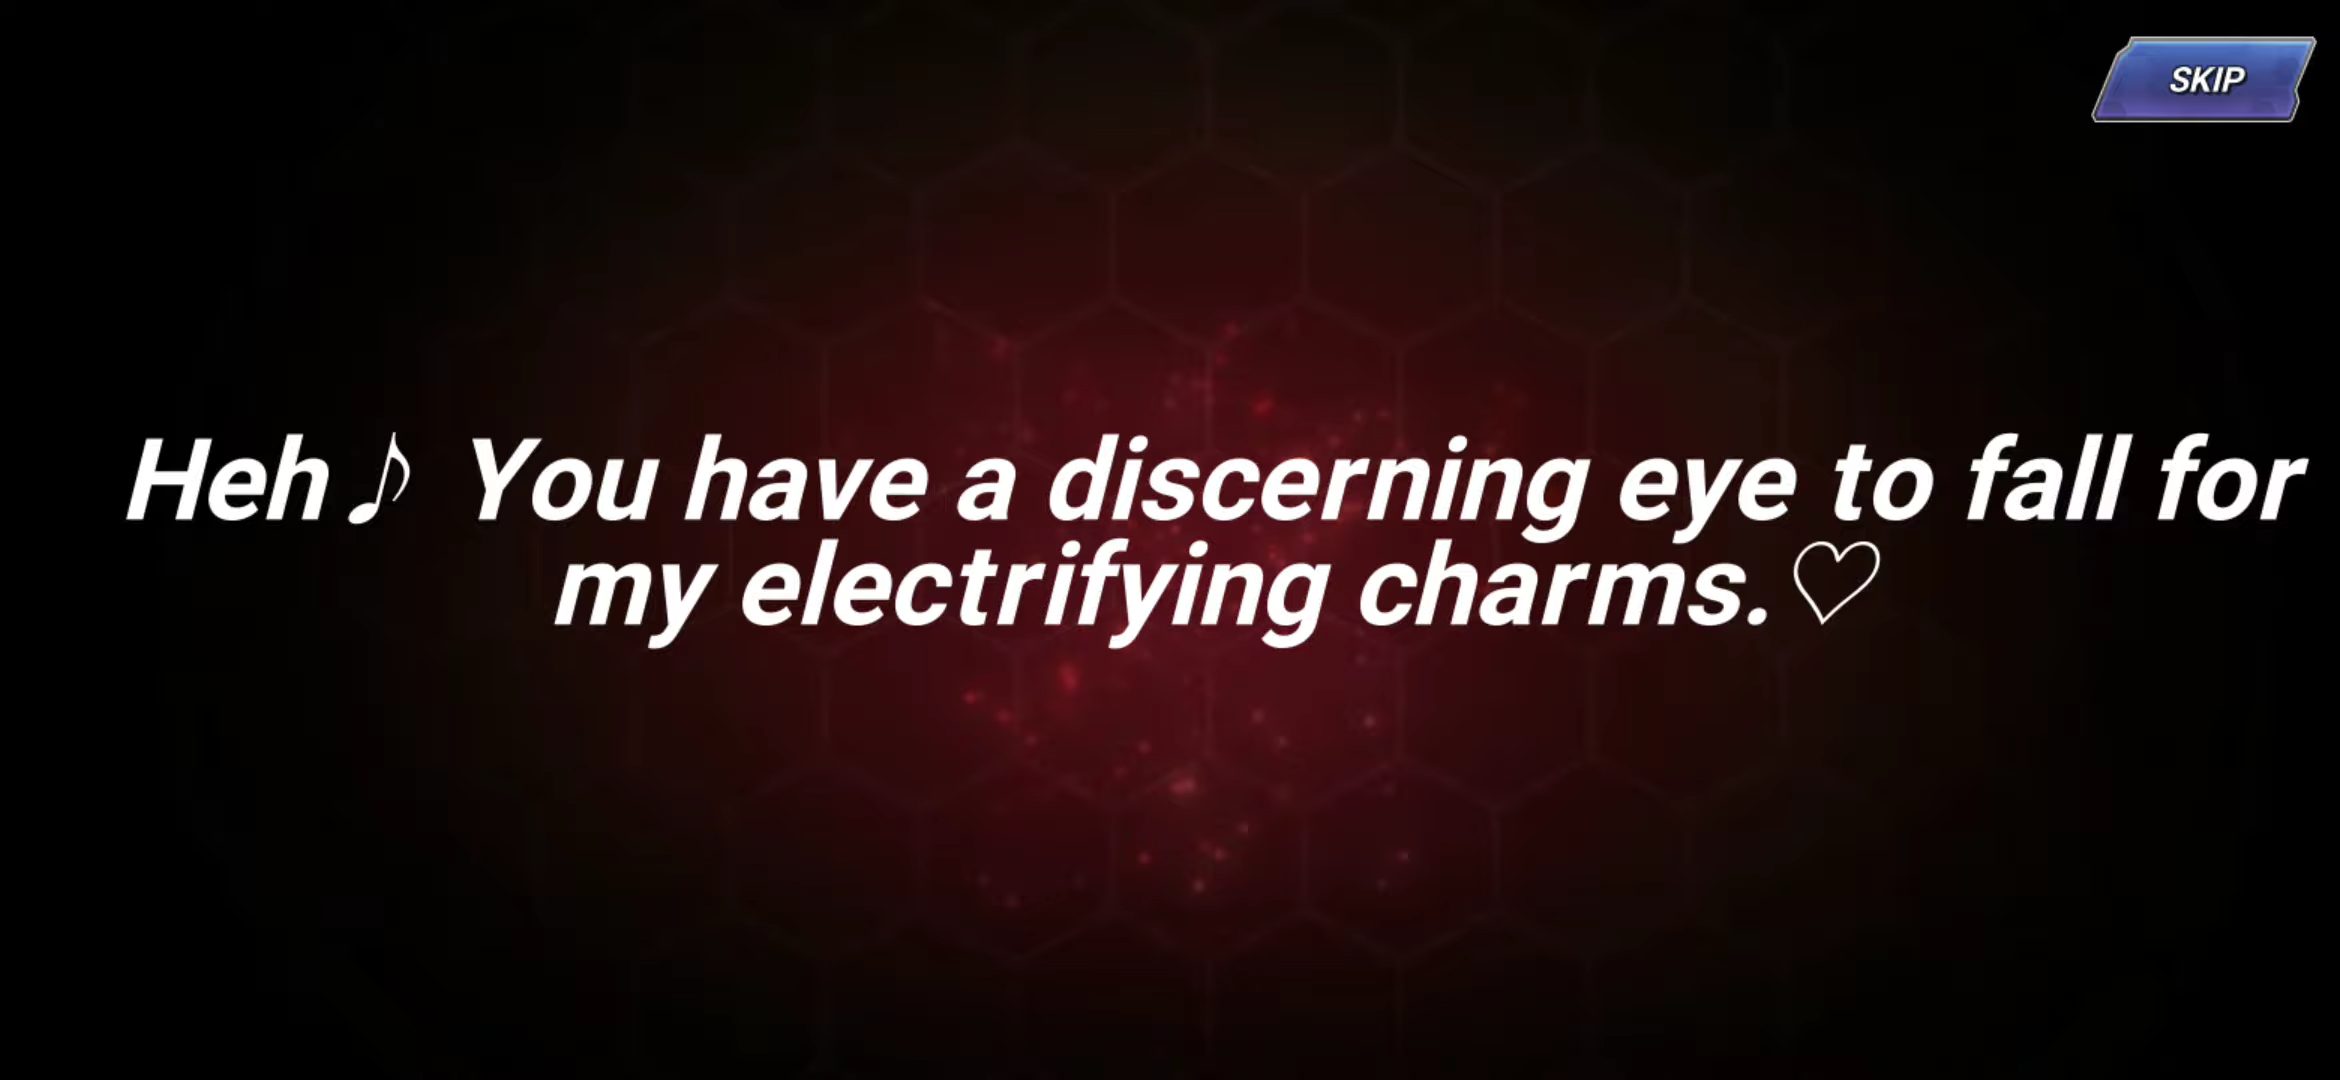 SKIP
Heh♪ You have a discerning eye to fall for
my electrifying charms.♡